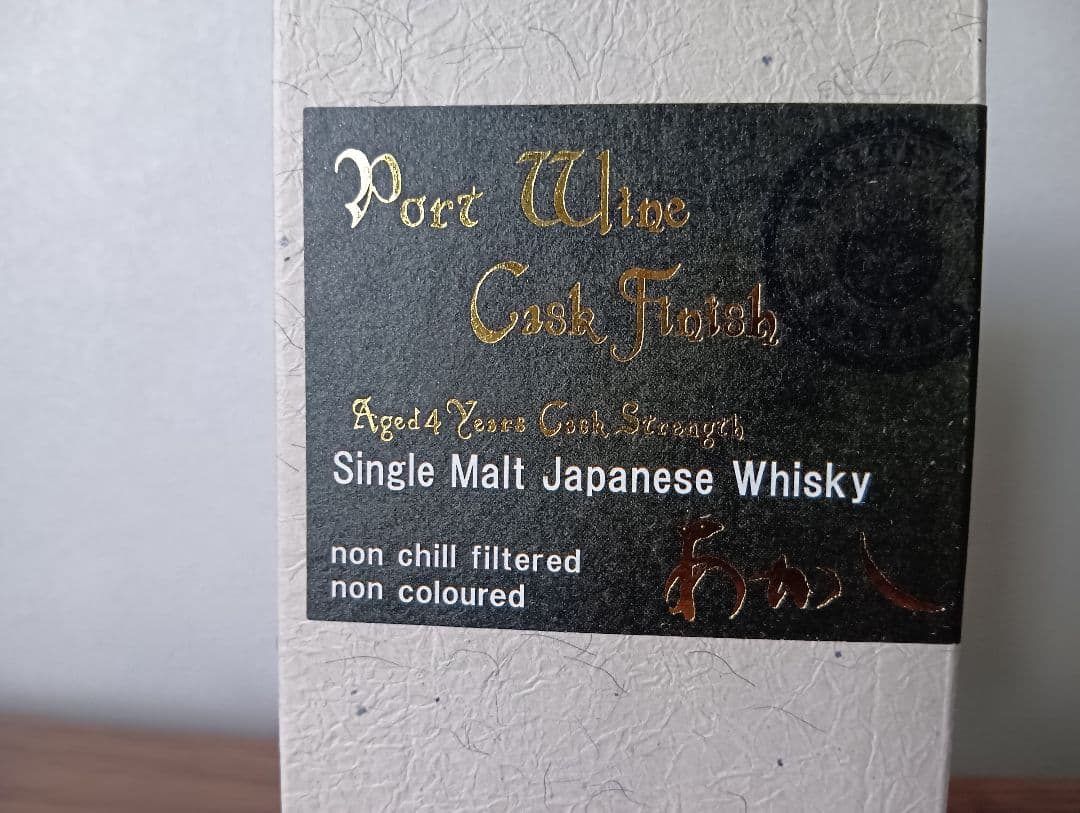 Port Wine
Cask Finish
Aged 4 Years Cask Strength
Single Malt Japanese Whisky
non chill filtered
non coloured
あかし